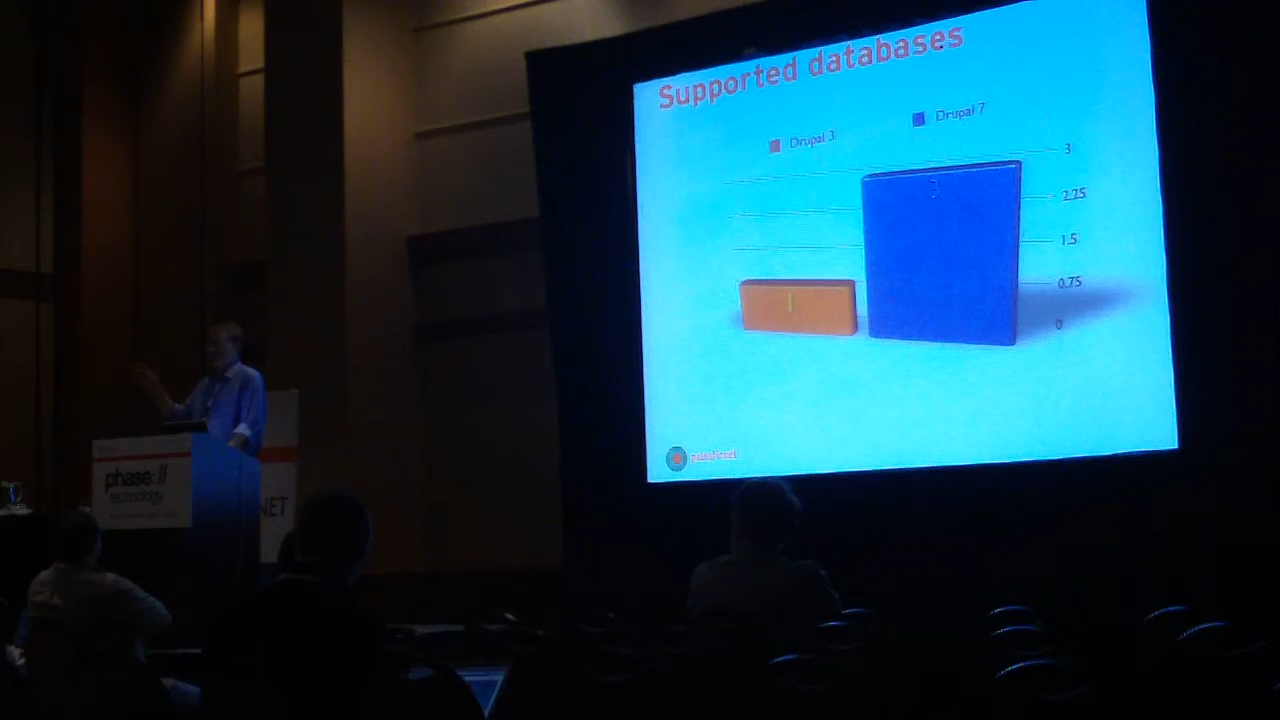 Supported databases
Drupal 3
Drupal 7
3
2.25
1.5
0.75
0
1
3
phase://
technology
NET